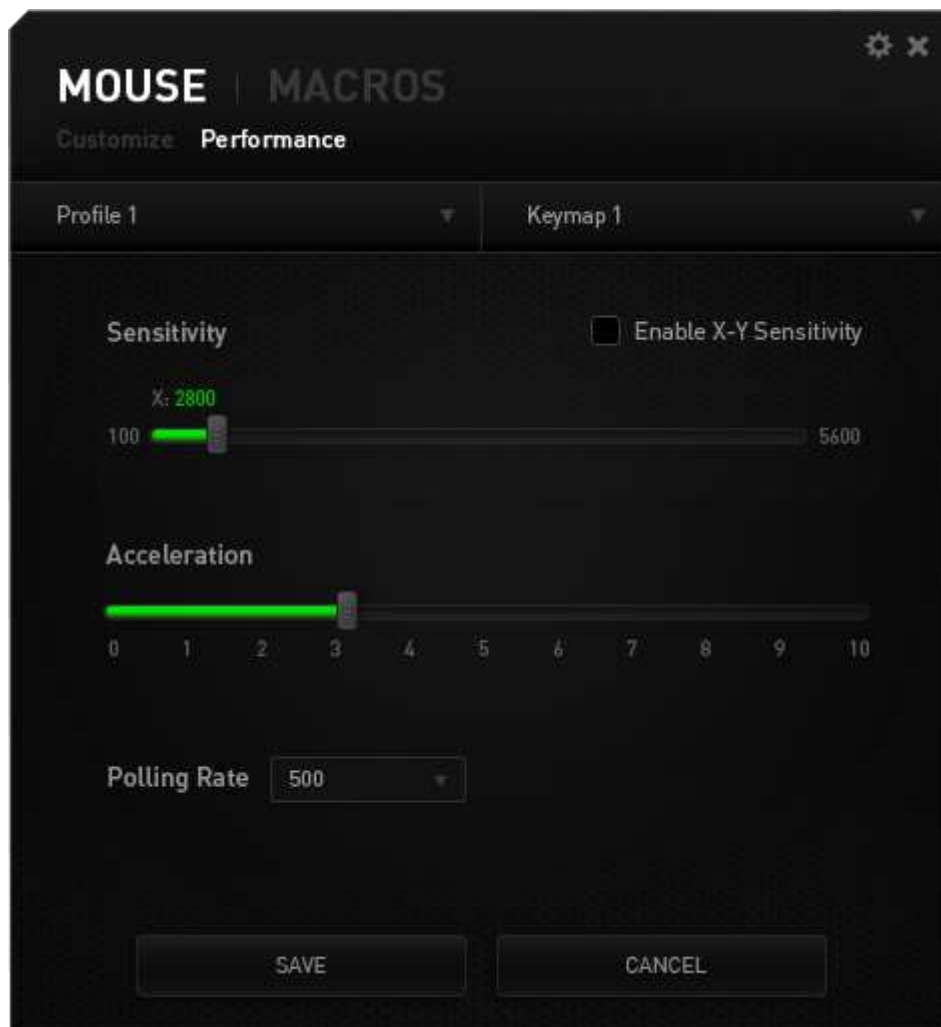 MOUSE | MACROS
Customize Performance
Profile 1 Keymap 1
Sensitivity Enable X-Y Sensitivity
X: 2800
100 5600
Acceleration
0 1 2 3 4 5 6 7 8 9 10
Polling Rate 500
SAVE CANCEL